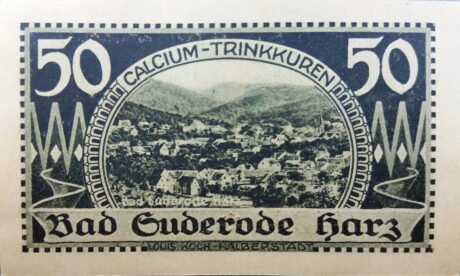 50 50
CALCIUM-TRINKKUREN
Bad Suderode Harz
Bad Suderode Harz
LOUIS KOCH-HALBERSTADT